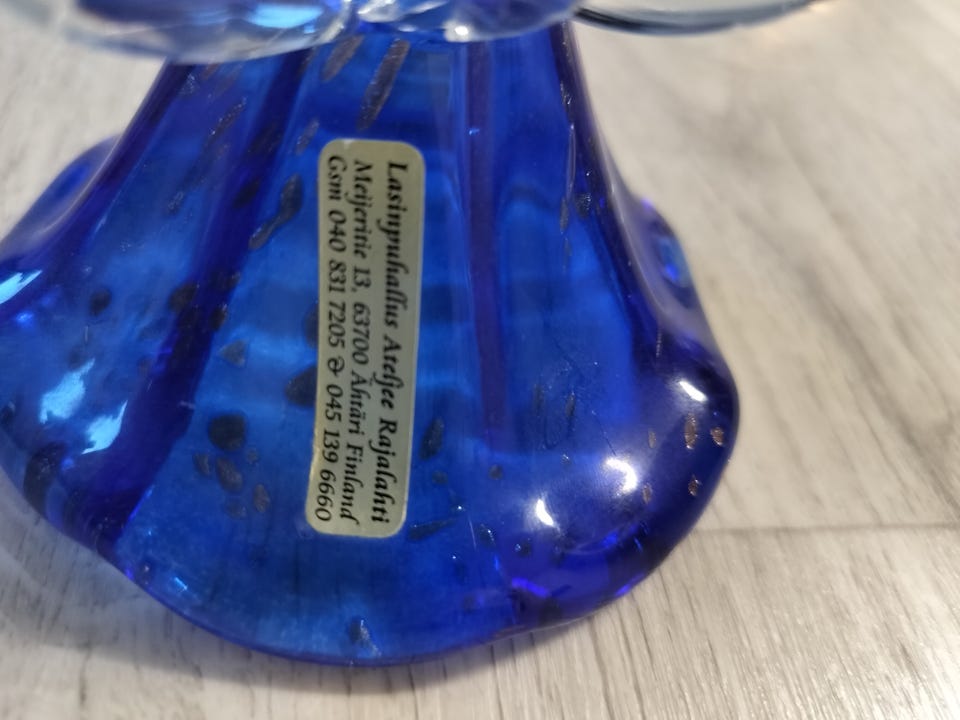 Lasinpuhallus Ateljee Rajalahti
Meijeritie 13, 63700 Ähtäri Finland
Gsm 040 831 7205 & 045 139 6660